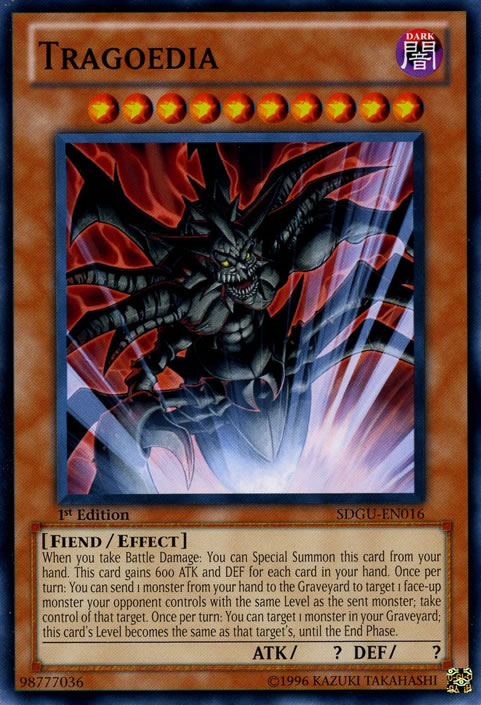 TRAGOEDIA
DARK
闇
1st Edition
SDGU-EN016
[FIEND / EFFECT]
When you take Battle Damage: You can Special Summon this card from your
hand. This card gains 600 ATK and DEF for each card in your hand. Once per
turn: You can send 1 monster from your hand to the Graveyard to target 1 face-up
monster your opponent controls with the same Level as the sent monster; take
control of that target. Once per turn: You can target 1 monster in your Graveyard;
this card's Level becomes the same as that target's, until the End Phase.
ATK/ ? DEF/ ?
98777036
©1996 KAZUKI TAKAHASHI